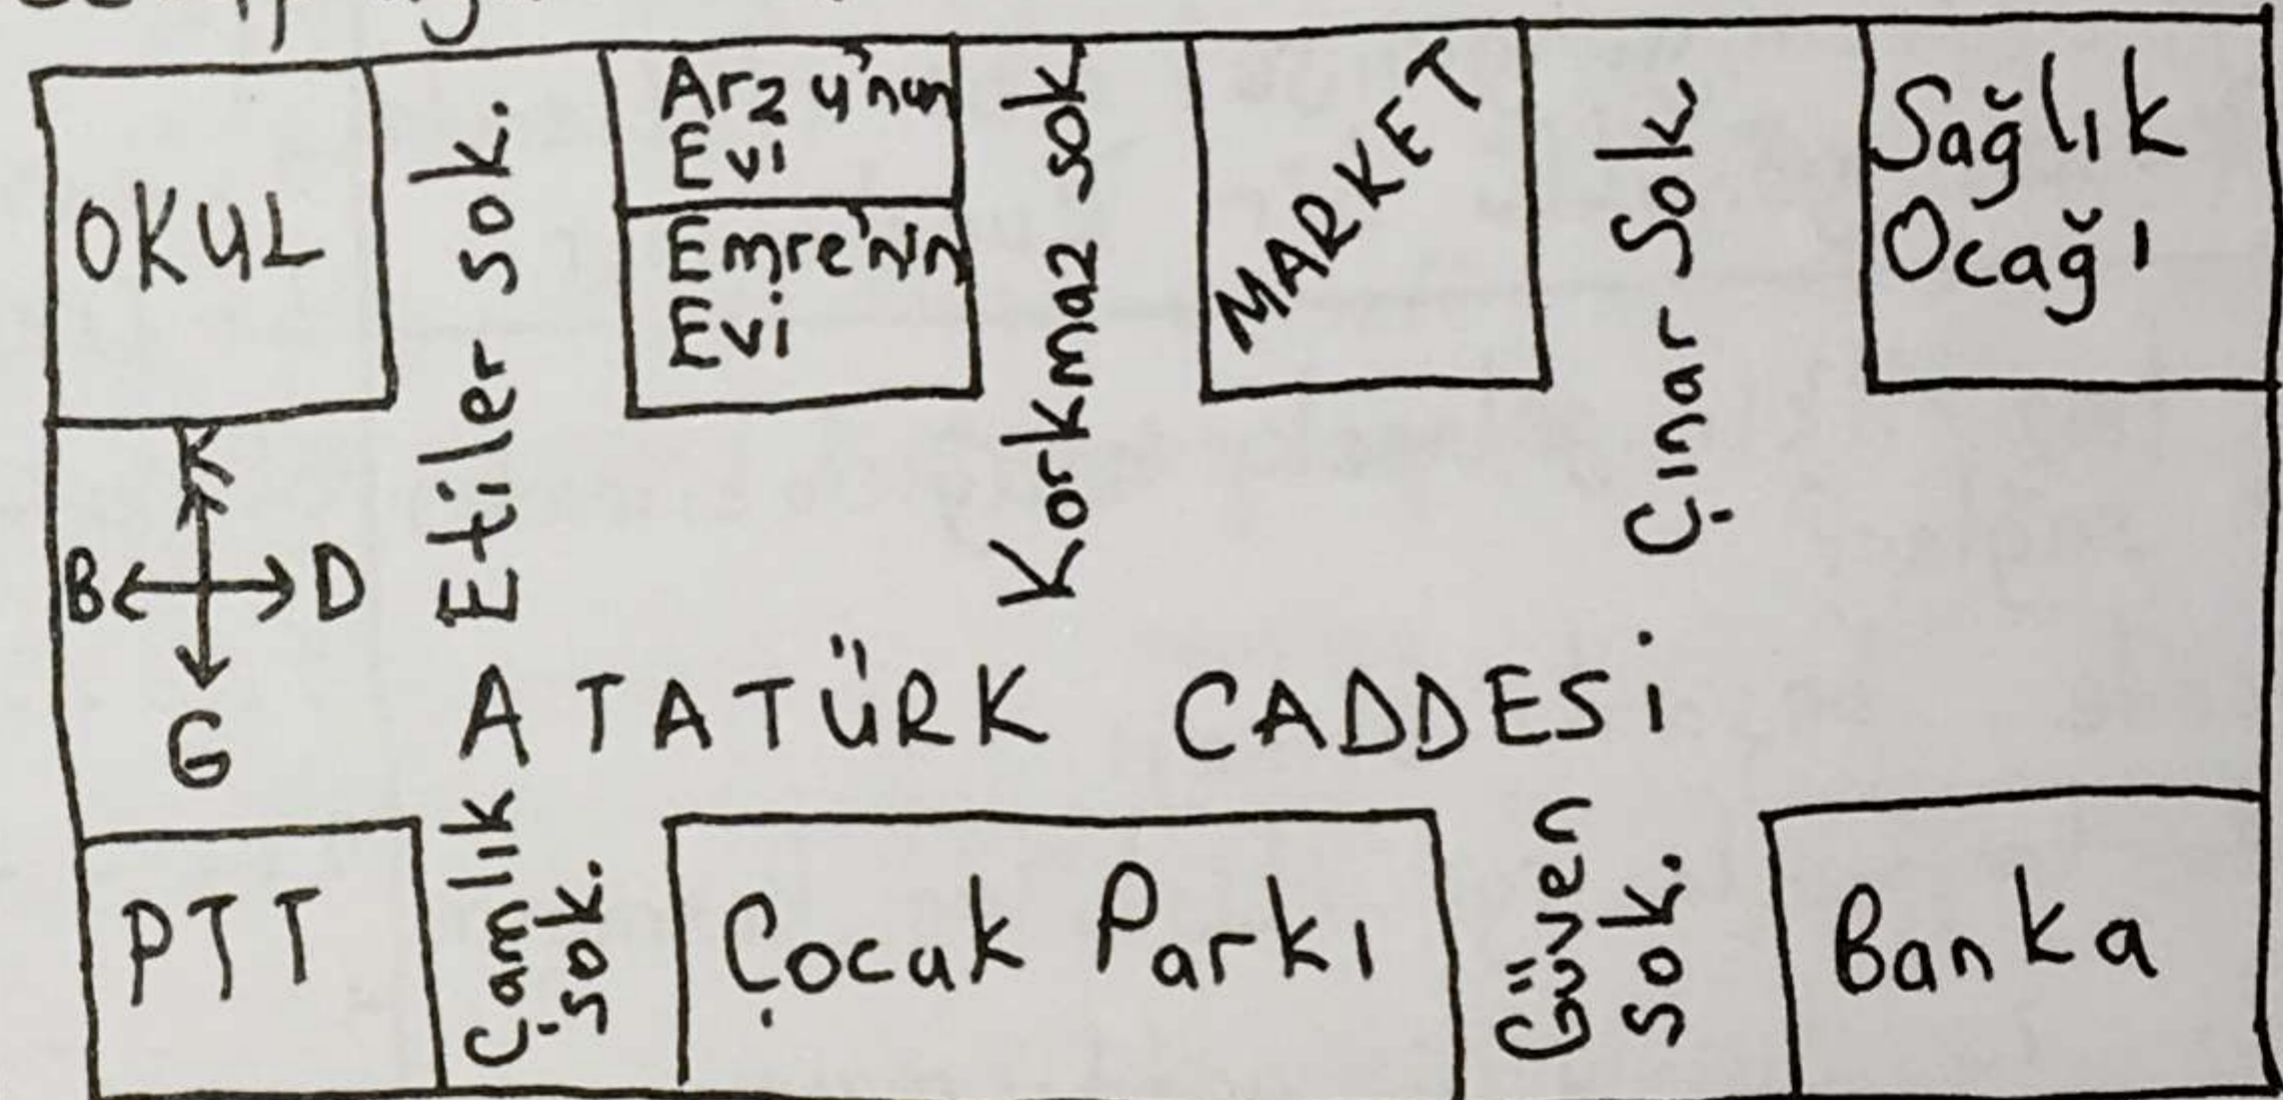 OKUL
Etiler sok.
Arzu'nun
Evi
Emre'nin
Evi
Korkmaz sok
MARKET
Çınar Sok
Sağlık
Ocağı
K
B D
G
ATATÜRK CADDESİ
PTT
Çamlık
sok.
Çocuk Parkı
Güven
sok.
Banka